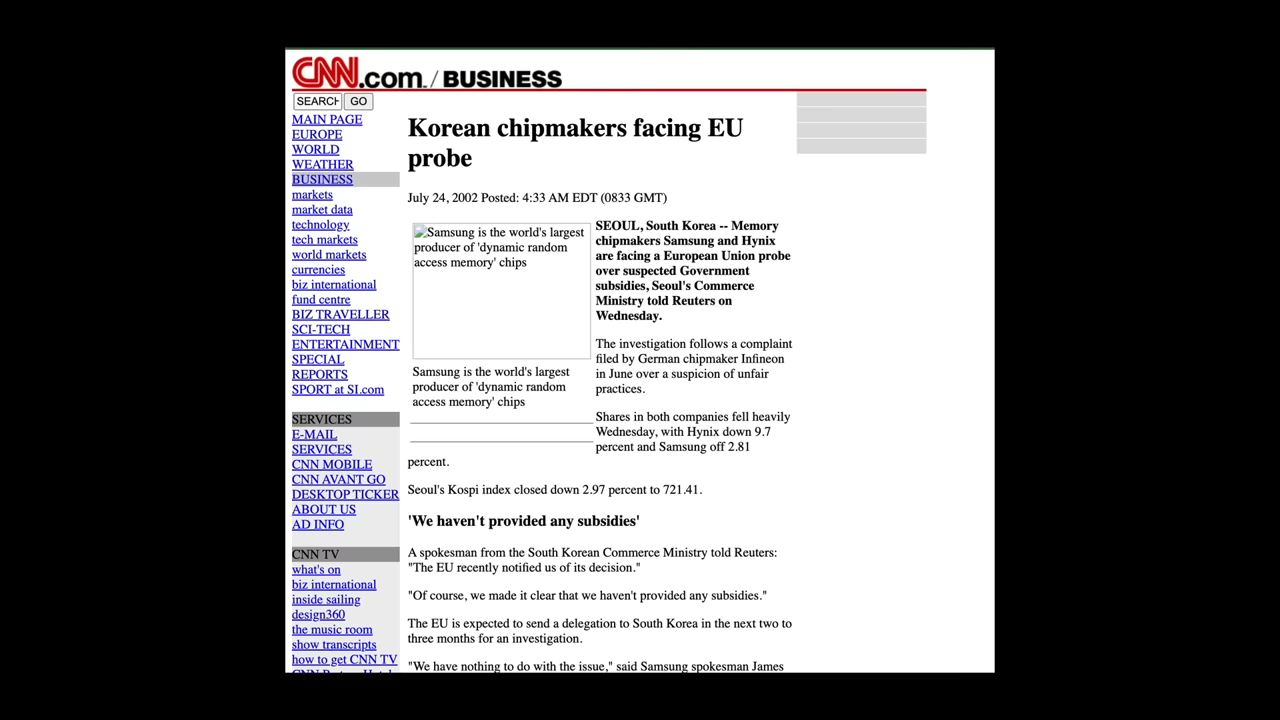 CNN.com / BUSINESS
SEARCH GO
MAIN PAGE
EUROPE
WORLD
WEATHER
BUSINESS
markets
market data
technology
tech markets
world markets
currencies
biz international
fund centre
BIZ TRAVELLER
SCI-TECH
ENTERTAINMENT
SPECIAL
REPORTS
SPORT at SI.com
SERVICES
E-MAIL
SERVICES
CNN MOBILE
CNN AVANT GO
DESKTOP TICKER
ABOUT US
AD INFO
CNN TV
what's on
biz international
inside sailing
design360
the music room
show transcripts
how to get CNN TV
Korean chipmakers facing EU
probe
July 24, 2002 Posted: 4:33 AM EDT (0833 GMT)
Samsung is the world's largest
producer of 'dynamic random
access memory' chips
Samsung is the world's largest
producer of 'dynamic random
access memory' chips
SEOUL, South Korea -- Memory
chipmakers Samsung and Hynix
are facing a European Union probe
over suspected Government
subsidies, Seoul's Commerce
Ministry told Reuters on
Wednesday.
The investigation follows a complaint
filed by German chipmaker Infineon
in June over a suspicion of unfair
practices.
Shares in both companies fell heavily
Wednesday, with Hynix down 9.7
percent and Samsung off 2.81
percent.
Seoul's Kospi index closed down 2.97 percent to 721.41.
'We haven't provided any subsidies'
A spokesman from the South Korean Commerce Ministry told Reuters:
"The EU recently notified us of its decision."
"Of course, we made it clear that we haven't provided any subsidies."
The EU is expected to send a delegation to South Korea in the next two to
three months for an investigation.
"We have nothing to do with the issue," said Samsung spokesman James